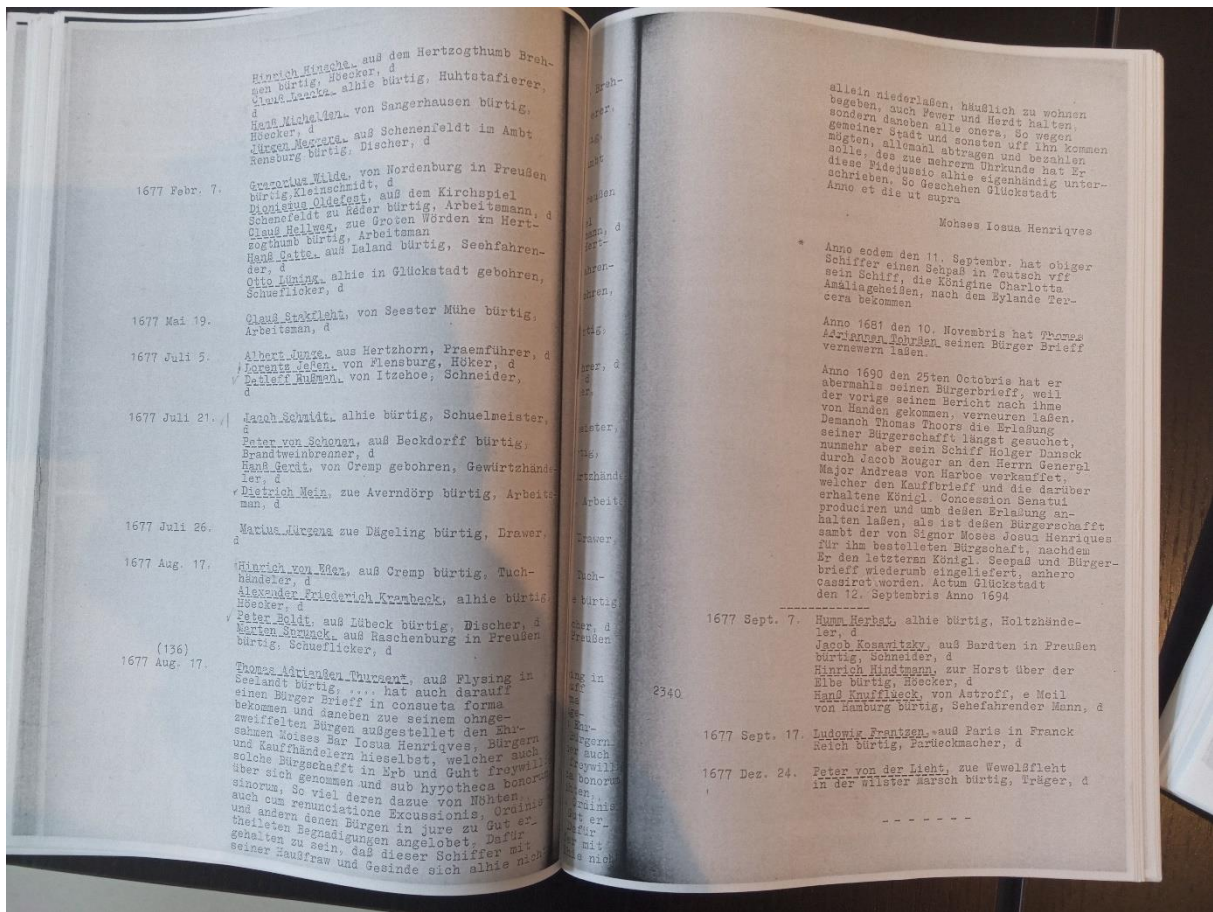 Hinrich Hinsche, auß dem Hertzogthumb Breh-
men bürtig, Höecker, d
Clauß Laacke, alhie bürtig, Huhtstafierer,
d
Hanß Michelßen, von Sangerhausen bürtig,
Höecker, d
Jürgen auß Schenenfeldt im Ambt
Rensburg bürtig, Discher, d
1677 Febr. 7. Gregorius Wilde, von Nordenburg in Preußen
bürtig, Kleinschmidt, d
Dionisius Oldefest, auß dem Kirchspiel
Schenefeldt zu Reder bürtig, Arbeitsmann, d
Clauß Hellweg, zue Groten Wörden im Hert-
zogthumb bürtig, Arbeitsman
Hanß Catte, auß Laland bürtig, Seehfahren-
der, d
Otto Lüning, alhie in Glückstadt gebohren,
Schueflicker, d
1677 Mai 19. Clauß Stakfleht, von Seester Mühe bürtig,
Arbeitsman, d
1677 Juli 5. Albert Junge, aus Hertzhorn, Praemführer, d
Lorentz Jeßen, von Flensburg, Höker, d
Detleff Wußman, von Itzehoe, Schneider,
d
1677 Juli 21. Jacob Schmidt, alhie bürtig, Schuelmeister,
d
Peter von Schonen, auß Beckdorff bürtig,
Brandtweinbrenner, d
Hanß Gerdt, von Cremp gebohren, Gewürtzhände-
ler, d
Dietrich Mein, zue Averndörp bürtig, Arbeits-
man, d
1677 Juli 26. Marius Jürgens zue Dägeling bürtig, Drawer,
d
1677 Aug. 17. Hinrich von Eßen, auß Cremp bürtig, Tuch-
händeler, d
Alexander Friederich Krambeck, alhie bürtig,
Höecker, d
Peter Boldt, auß Lübeck bürtig, Discher, d
Marten Sprunck, auß Raschenburg in Preußen
bürtig, Schueflicker, d
(136)
1677 Aug. 17. Thomas Adrianßen Thursent, auß Flysing in
Seelandt bürtig, .... hat auch darauff
einen Bürger Brieff in consueta forma
bekommen und daneben zue seinem ohnge-
zweiffelten Bürgen außgestellet den Ehr-
sahmen Moises Bar Iosua Henriqves, Bürgern
und Kauffhändelern hieselbst, welcher auch
solche Bürgschafft in Erb und Guht freywill
über sich genommen und sub hypotheca bonorum
sinorum, So viel deren dazue von Nöhten,
auch cum renunciatione Excussionis, Ordinis
und andern denen Bürgen in jure zu Gut er_
theileten Begnadigungen angelobet, Dafür
gehalten zu sein, daß dieser Schiffer mit
seiner Haußfraw und Gesinde sich alhie nicht
allein niederlaßen, häußlich zu wohnen
begeben, auch Fewer und Herdt halten,
sondern daneben alle onera, So wegen
gemeiner Stadt und sonsten uff Ihn kommen
mögten, allemahl abtragen und bezahlen
solle, des zue mehrerm Uhrkunde hat Er
diese Fidejussio alhie eigenhändig unter-
schrieben, So Geschehen Glückstadt
Anno et die ut supra
Mohses Iosua Henriqves
Anno eodem den 11. Septembr. hat obiger
Schiffer einen Sehpaß in Teutsch vff
sein Schiff, die Königine Charlotta
Amaliageheißen, nach dem Eylande Ter-
cera bekommen
Anno 1681 den 10. Novembris hat Thomas
Adriannen Tohrßen seinen Bürger Brieff
vernewern laßen.
Anno 1690 den 25ten Octobris hat er
abermahls seinen Bürgerbrieff, weil
der vorige seinem Bericht nach ihme
von Handen gekommen, verneuren laßen.
Demanch Thomas Thoors die Erlaßung
seiner Bürgerschafft längst gesuchet,
nunmehr aber sein Schiff Holger Dansck
durch Jacob Rouger an den Herrn General
Major Andreas von Harboe verkauffet,
welcher den Kauffbrieff und die darüber
erhaltene Königl. Concession Senatui
produciren und umb deßen Erlaßung an-
halten laßen, als ist deßen Bürgerschafft
sambt der von Signor Moses Josua Henriques
für ihm bestelleten Bürgschaft, nachdem
Er den letzteren Königl. Seepaß und Bürger-
brieff wiederumb eingeliefert, anhero
cassirct worden. Actum Glückstadt
den 12. Septembris Anno 1694
1677 Sept. 7. Humm Herbst, alhie bürtig, Holtzhände-
ler, d
Jacob Kosawitzky, auß Bardten in Preußen
bürtig, Schneider, d
Hinrich Hindtmann, zur Horst über der
Elbe bürtig, Höecker, d
2340 Hanß Knufflueck, von Astroff, e Meil
von Hamburg bürtig, Sehefahrender Mann, d
1677 Sept. 17. Ludowig Frantzen, auß Paris in Franck
Reich bürtig, Parüeckmacher, d
1677 Dez. 24. Peter von der Lieht, zue Wewelßfleht
in der wilster marsch bürtig, Träger, d
- - - - - - -